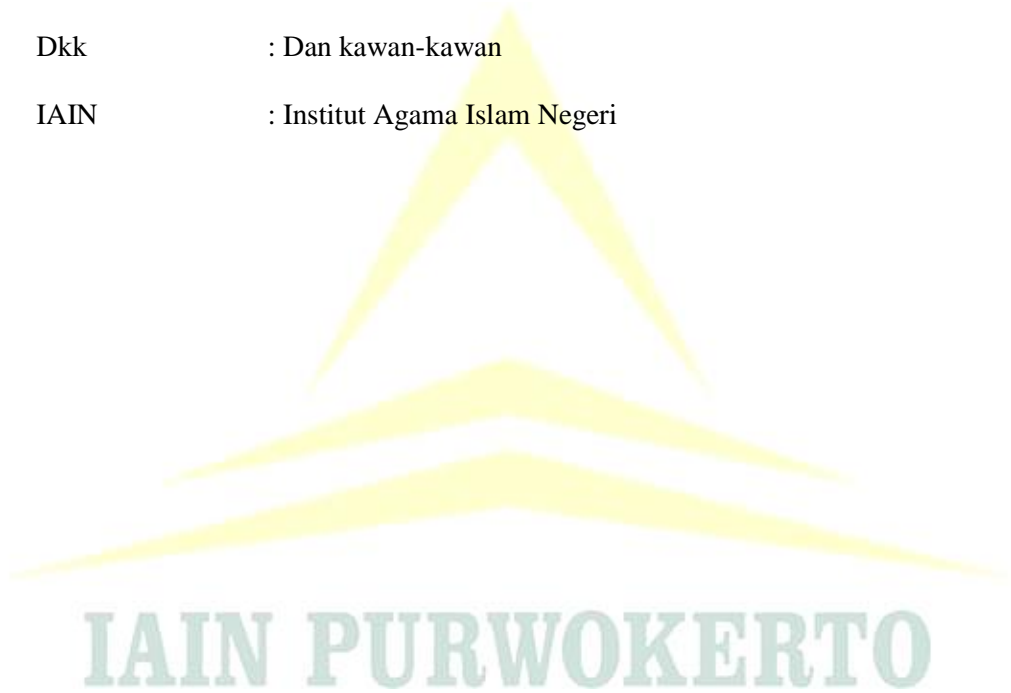 Dkk : Dan kawan-kawan
IAIN : Institut Agama Islam Negeri
IAIN PURWOKERTO